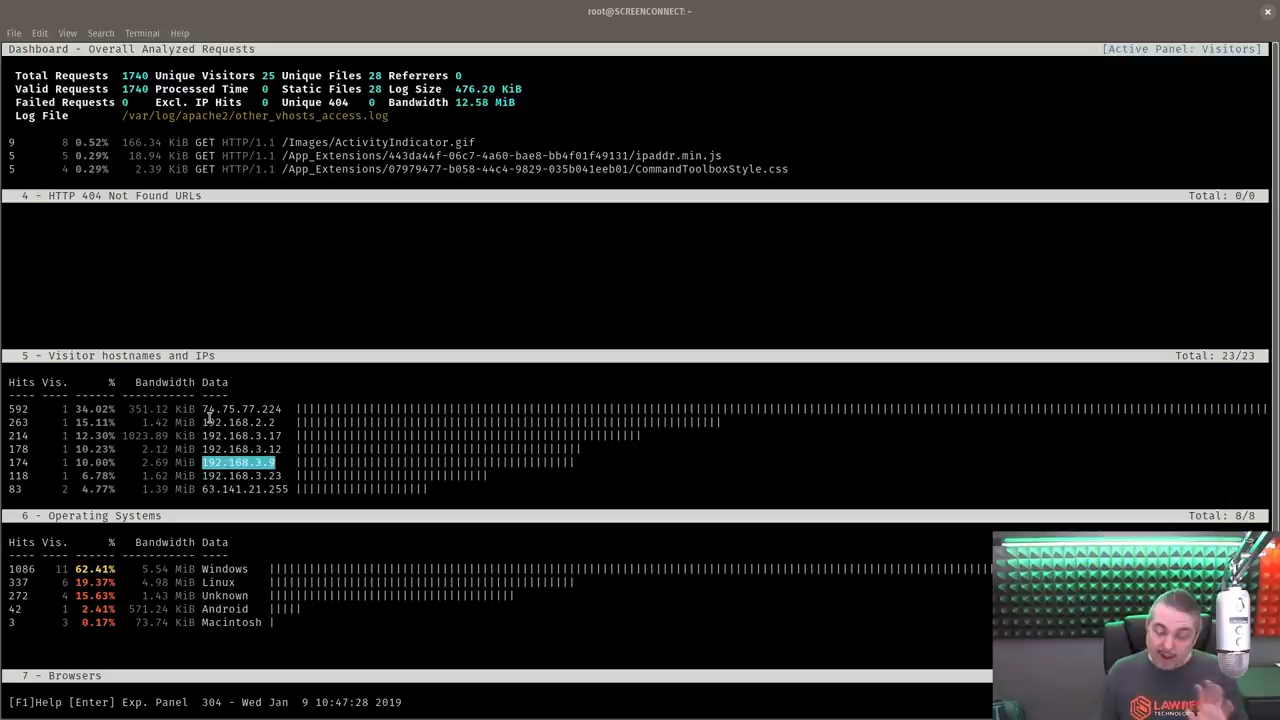 root@SCREENCONNECT: ~
File Edit View Search Terminal Help
Dashboard - Overall Analyzed Requests [Active Panel: Visitors]
Total Requests 1740 Unique Visitors 25 Unique Files 28 Referrers 0
Valid Requests 1740 Processed Time 0 Static Files 28 Log Size 476.20 KiB
Failed Requests 0 Excl. IP Hits 0 Unique 404 0 Bandwidth 12.58 MiB
Log File /var/log/apache2/other_vhosts_access.log
9 8 0.52% 166.34 KiB GET HTTP/1.1 /Images/ActivityIndicator.gif
5 5 0.29% 18.94 KiB GET HTTP/1.1 /App_Extensions/443da44f-06c7-4a60-bae8-bb4f01f49131/ipaddr.min.js
5 4 0.29% 2.39 KiB GET HTTP/1.1 /App_Extensions/07979477-b058-44c4-9829-035b041eeb01/CommandToolboxStyle.css
4 - HTTP 404 Not Found URLs Total: 0/0
5 - Visitor hostnames and IPs Total: 23/23
Hits Vis. % Bandwidth Data
592 1 34.02% 351.12 KiB 74.75.77.224
263 1 15.11% 1.42 MiB 192.168.2.2
214 1 12.30% 1023.89 KiB 192.168.3.17
178 1 10.23% 2.12 MiB 192.168.3.12
174 1 10.00% 2.69 MiB 192.168.3.9
118 1 6.78% 1.62 MiB 192.168.3.23
83 2 4.77% 1.39 MiB 63.141.21.255
6 - Operating Systems Total: 8/8
Hits Vis. % Bandwidth Data
1086 11 62.41% 5.54 MiB Windows
337 6 19.37% 4.98 MiB Linux
272 4 15.63% 1.43 MiB Unknown
42 1 2.41% 571.24 KiB Android
3 3 0.17% 73.74 KiB Macintosh
7 - Browsers
[F1]Help [Enter] Exp. Panel 304 - Wed Jan 9 10:47:28 2019